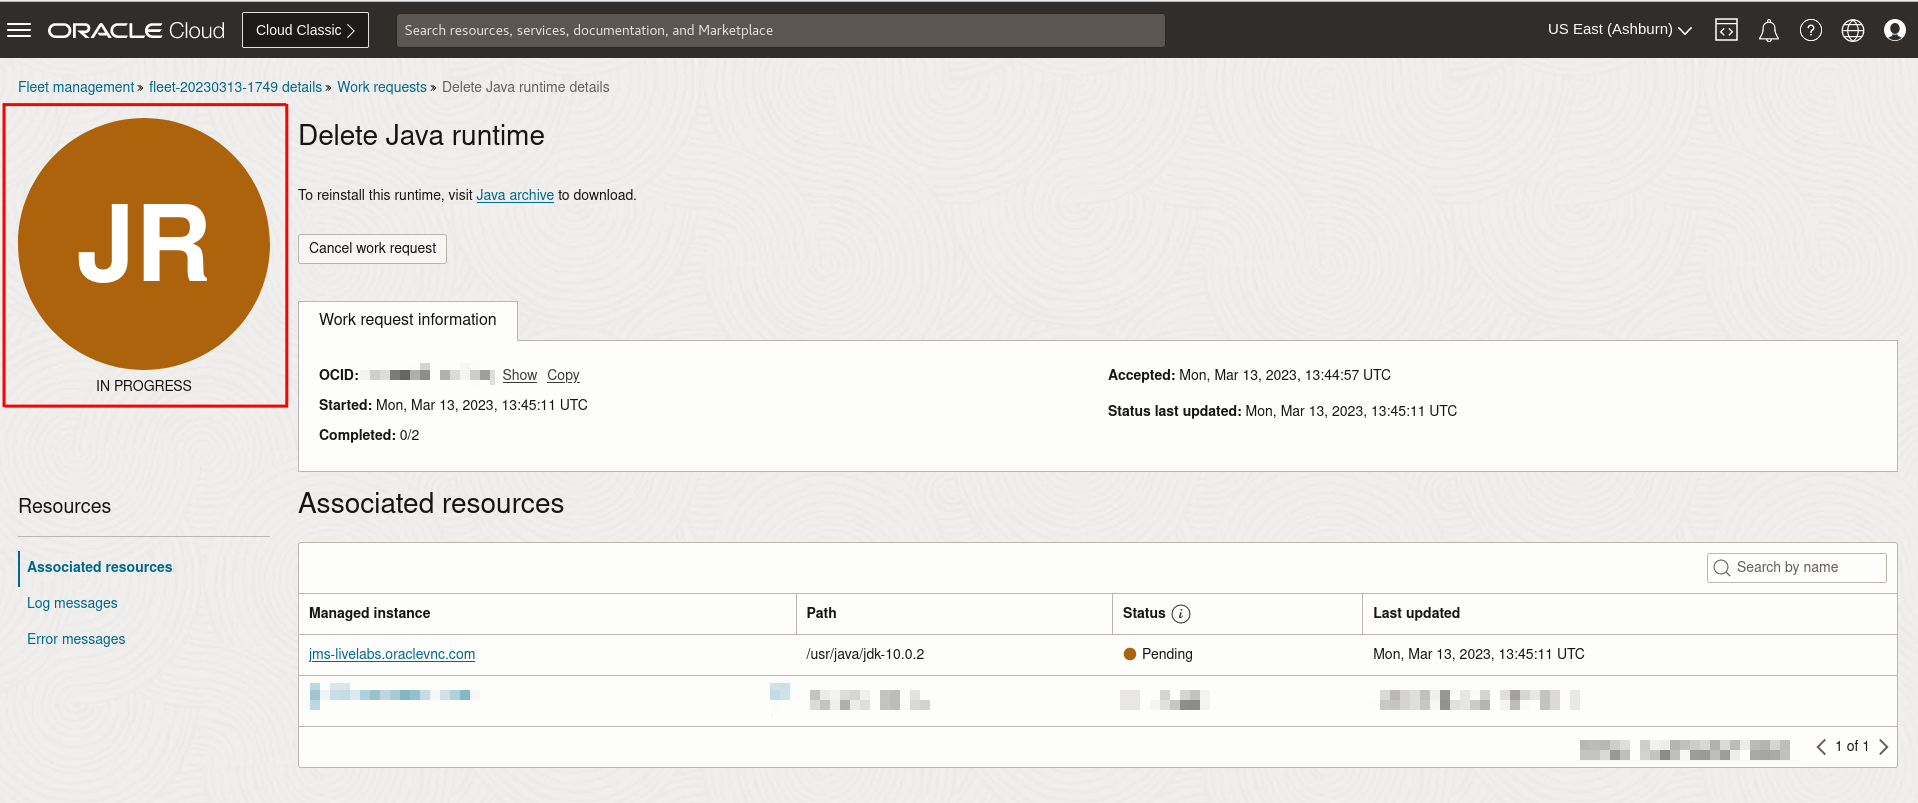 ORACLE Cloud
Cloud Classic
Search resources, services, documentation, and Marketplace
US East (Ashburn)
Fleet management » fleet-20230313-1749 details » Work requests » Delete Java runtime details
JR
IN PROGRESS
Delete Java runtime
To reinstall this runtime, visit Java archive to download.
Cancel work request
Work request information
OCID: Show Copy
Started: Mon, Mar 13, 2023, 13:45:11 UTC
Completed: 0/2
Accepted: Mon, Mar 13, 2023, 13:44:57 UTC
Status last updated: Mon, Mar 13, 2023, 13:45:11 UTC
Resources
Associated resources
Log messages
Error messages
Associated resources
Search by name
Managed instance Path Status i Last updated
jms-livelabs.oraclevnc.com /usr/java/jdk-10.0.2 Pending Mon, Mar 13, 2023, 13:45:11 UTC
1 of 1